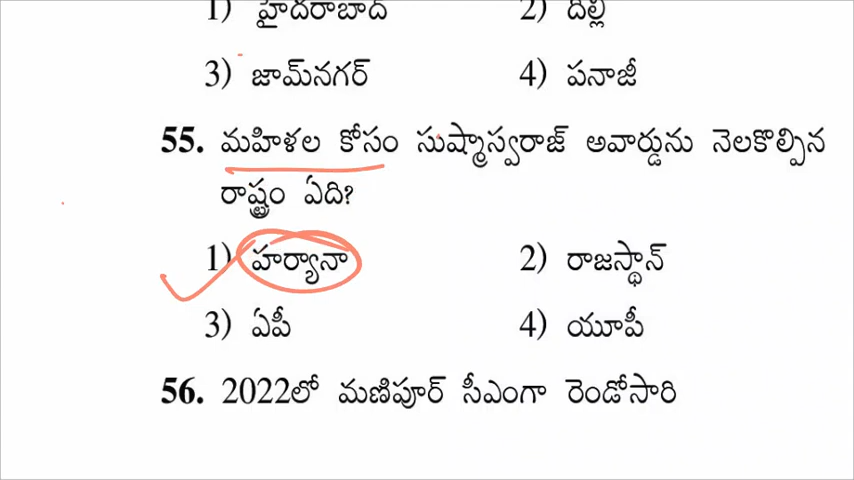 1) హైదరాబాద్ 2) దిల్లీ
3) జామ్‌నగర్ 4) పనాజీ
55. మహిళల కోసం సుష్మాస్వరాజ్ అవార్డును నెలకొల్పిన
రాష్ట్రం ఏది?
1) హర్యానా 2) రాజస్థాన్
3) ఏపీ 4) యూపీ
56. 2022లో మణిపూర్ సీఎంగా రెండోసారి